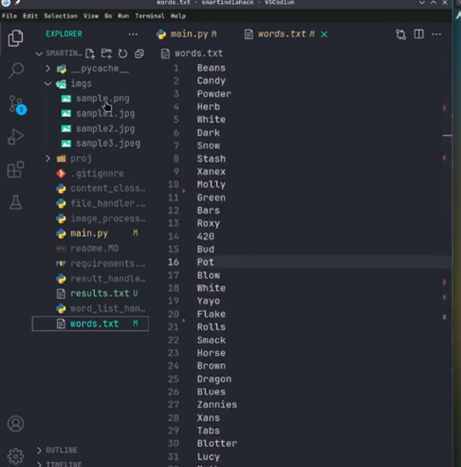 words.txt - smartindiahack - VSCodium
File Edit Selection View Go Run Terminal Help
EXPLORER
SMARTIN...
__pycache__
imgs
sample.png
sample1.jpg
sample2.jpg
sample3.jpeg
proj
.gitignore
content_class...
file_handler...
image_process...
main.py M
readme.MD
requirements...
result_handle...
results.txt U
word_list_han...
words.txt M
OUTLINE
TIMELINE
main.py M
words.txt M
words.txt
1 Beans
2 Candy
3 Powder
4 Herb
5 White
6 Dark
7 Snow
8 Stash
9 Xanex
10 Molly
11 Green
12 Bars
13 Roxy
14 420
15 Bud
16 Pot
17 Blow
18 White
19 Yayo
20 Flake
21 Rolls
22 Smack
23 Horse
24 Brown
25 Dragon
26 Blues
27 Zannies
28 Xans
29 Tabs
30 Blotter
31 Lucy